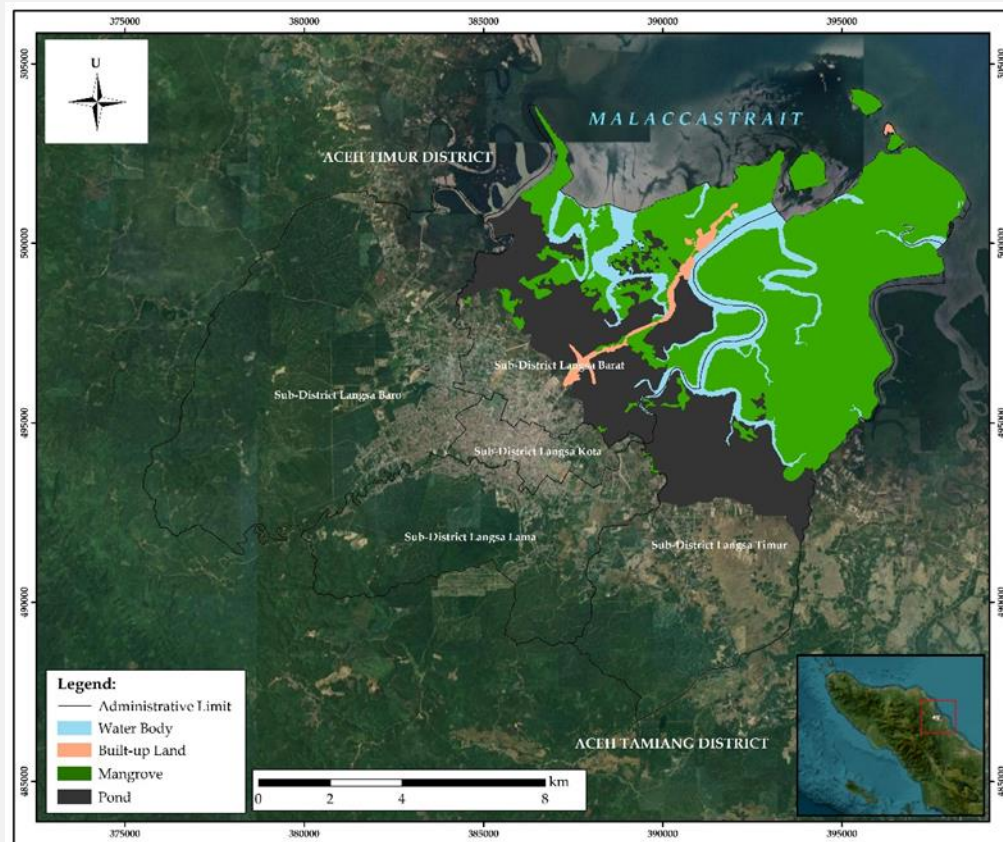 375000 380000 385000 390000 395000
U
MALACCASTRAIT
ACEH TIMUR DISTRICT
Sub-District Langsa Barat
Sub-District Langsa Baro
Sub-District Langsa Kota
Sub-District Langsa Lama
Sub-District Langsa Timur
ACEH TAMIANG DISTRICT
Legend:
Administrative Limit
Water Body
Built-up Land
Mangrove
Pond
km
0 2 4 8
495000
490000
375000 380000 385000 390000 395000